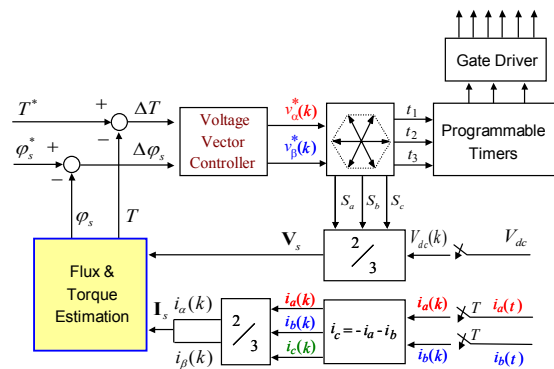 Gate Driver
T* + ΔT
−
φs* + Δφs
−
Voltage Vector Controller
vα*(k)
vβ*(k)
t1
t2
t3
Programmable Timers
Sa Sb Sc
φs T
Vs
2/3
Vdc(k) Vdc
Flux & Torque Estimation
Is
iα(k)
iβ(k)
2/3
ia(k)
ib(k)
ic(k)
ic = -ia - ib
ia(k) T ia(t)
ib(k) T ib(t)